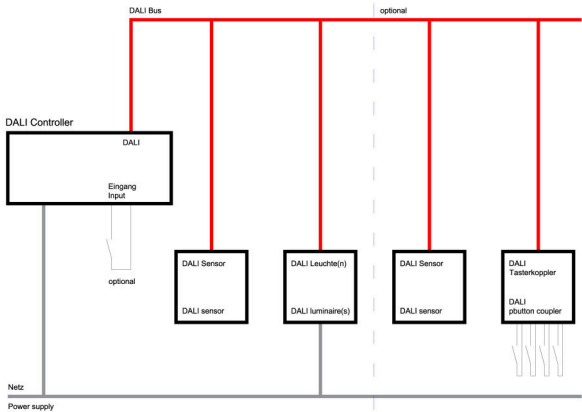 DALI Bus
optional
DALI Controller
DALI
Eingang
Input
optional
DALI Sensor
DALI sensor
DALI Leuchte(n)
DALI luminaire(s)
DALI Sensor
DALI sensor
DALI
Tasterkoppler
DALI
pbutton coupler
Netz
Power supply